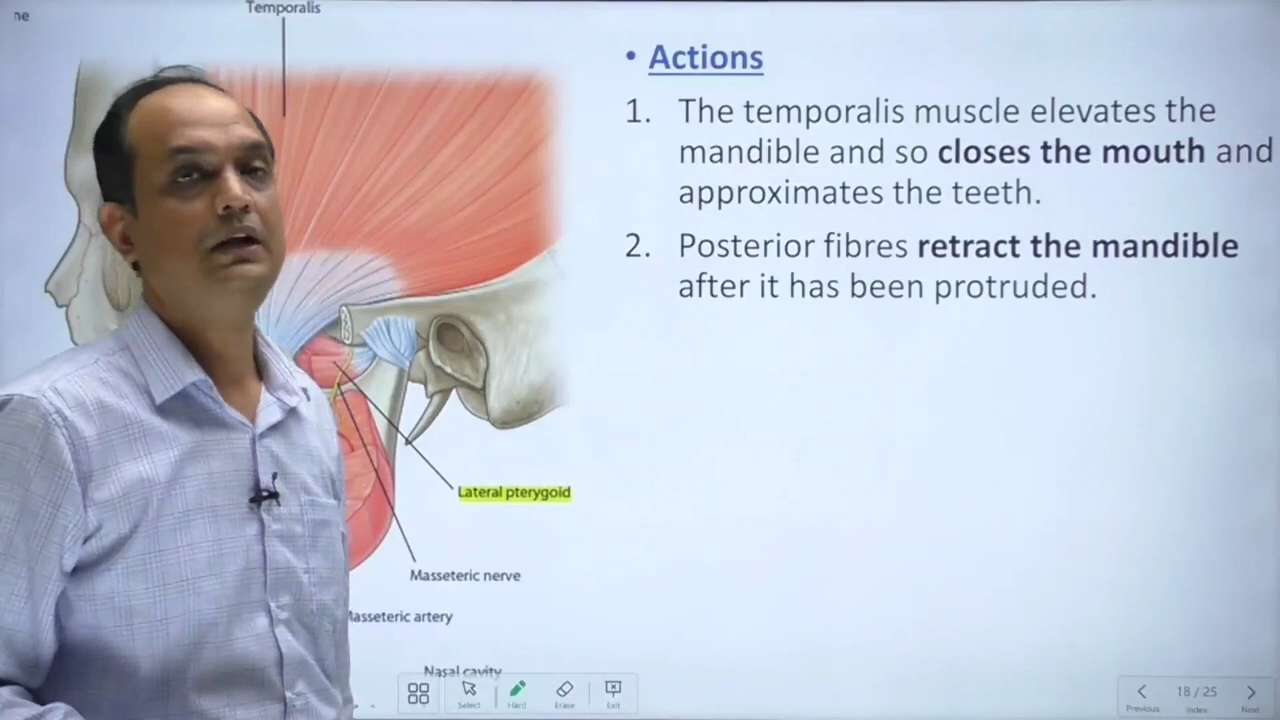 ne
Temporalis
• Actions
1. The temporalis muscle elevates the
mandible and so closes the mouth and
approximates the teeth.
2. Posterior fibres retract the mandible
after it has been protruded.
Lateral pterygoid
Masseteric nerve
Masseteric artery
Nasal cavity
Select
Hard
Erase
Exit
Previous
18 / 25
Index
Next